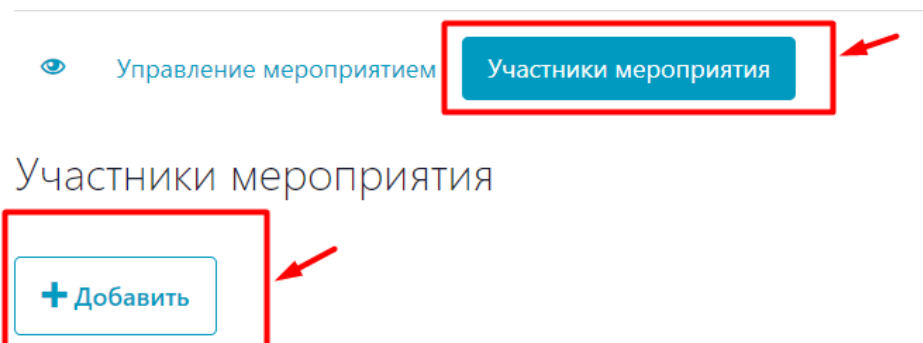 Управление мероприятием Участники мероприятия
Участники мероприятия
Добавить